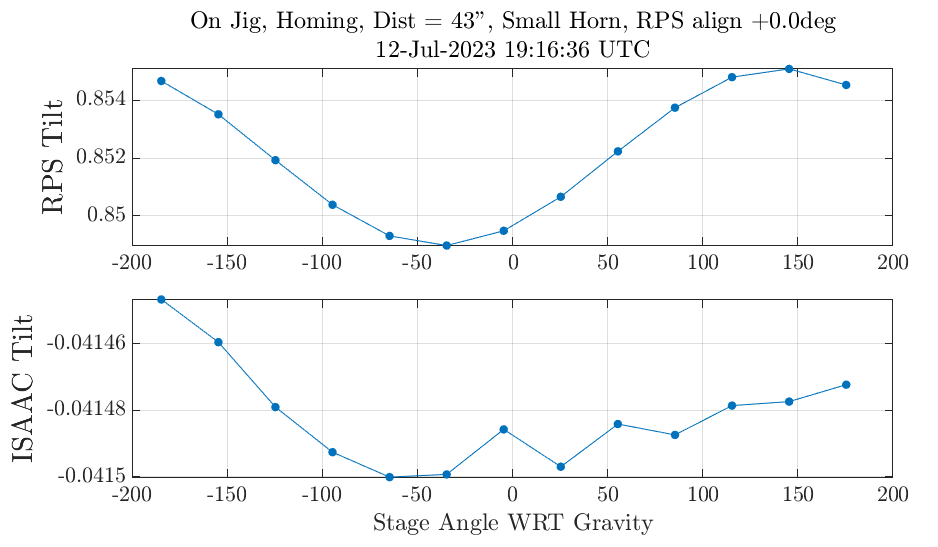 On Jig, Homing, Dist = 43”, Small Horn, RPS align +0.0deg
12-Jul-2023 19:16:36 UTC
RPS Tilt
0.854
0.852
0.85
-200 -150 -100 -50 0 50 100 150 200
ISAAC Tilt
-0.04146
-0.04148
-0.0415
-200 -150 -100 -50 0 50 100 150 200
Stage Angle WRT Gravity